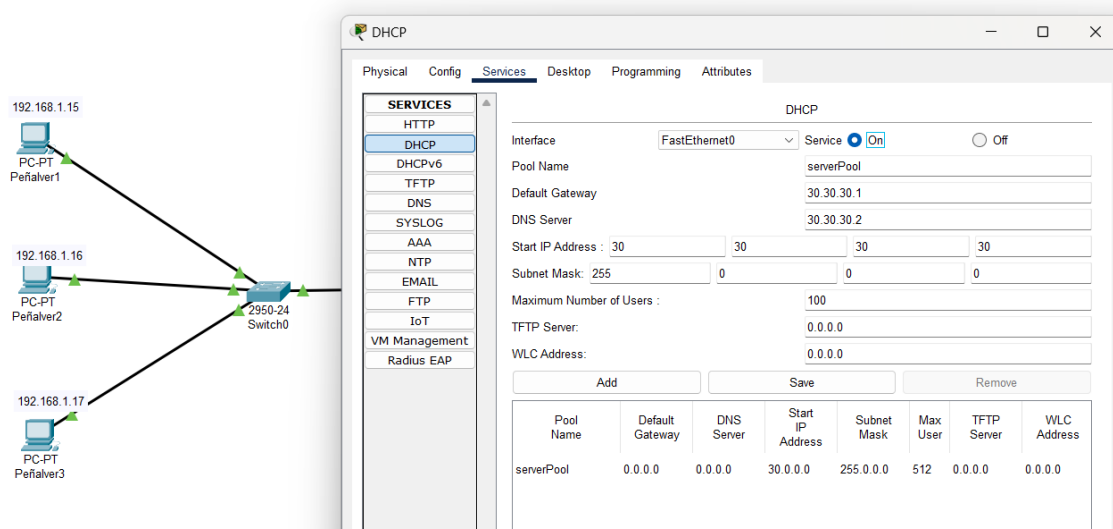 192.168.1.15
PC-PT
Peñalver1
192.168.1.16
PC-PT
Peñalver2
192.168.1.17
PC-PT
Peñalver3
2950-24
Switch0
DHCP
Physical Config Services Desktop Programming Attributes
SERVICES
HTTP
DHCP
DHCPv6
TFTP
DNS
SYSLOG
AAA
NTP
EMAIL
FTP
IoT
VM Management
Radius EAP
DHCP
Interface FastEthernet0 Service On Off
Pool Name serverPool
Default Gateway 30.30.30.1
DNS Server 30.30.30.2
Start IP Address : 30 30 30 30
Subnet Mask: 255 0 0 0
Maximum Number of Users : 100
TFTP Server: 0.0.0.0
WLC Address: 0.0.0.0
Add Save Remove
Pool Name Default Gateway DNS Server Start IP Address Subnet Mask Max User TFTP Server WLC Address
serverPool 0.0.0.0 0.0.0.0 30.0.0.0 255.0.0.0 512 0.0.0.0 0.0.0.0